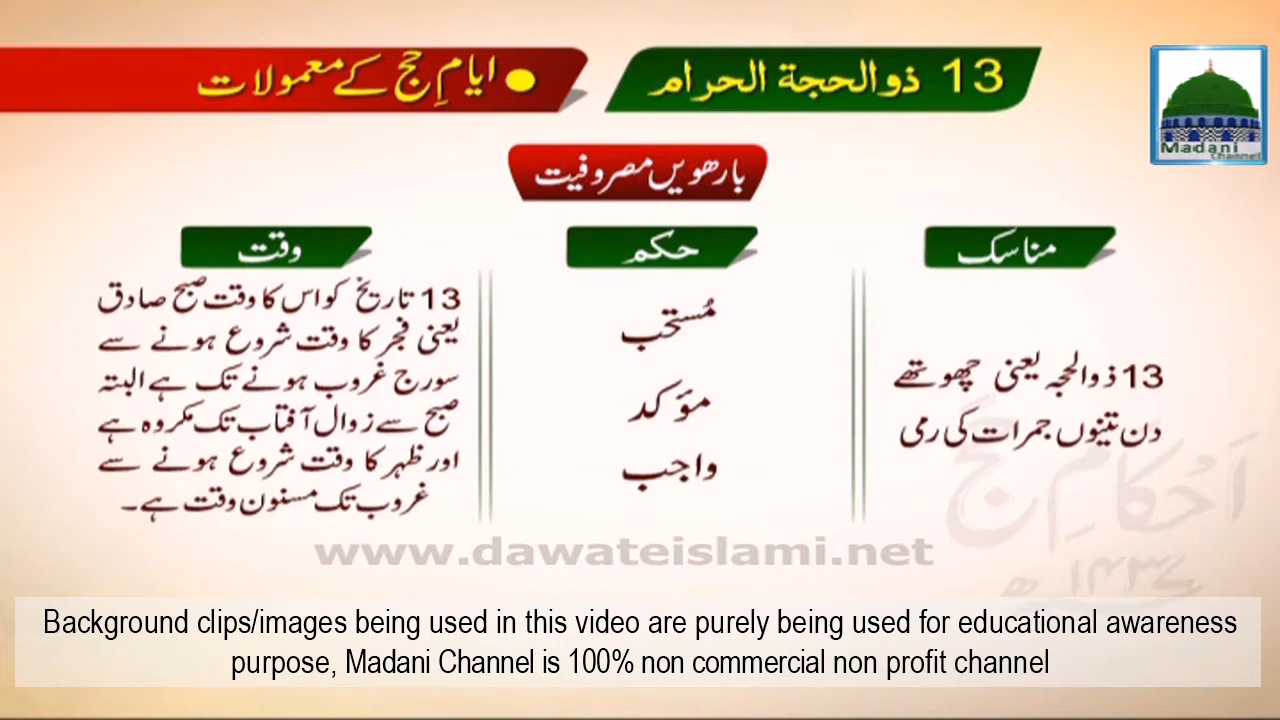 13 ذوالحجة الحرام
● ایامِ حج کے معمولات
Madani
Channel
بارھویں مصروفیت
مناسک
13 ذوالحجہ یعنی چھوتھے
دن تینوں جمرات کی رمی
حکم
مُستحب
مؤکد
واجب
وقت
13 تاریخ کو اس کا وقت صبح صادق
یعنی فجر کا وقت شروع ہونے سے
سورج غروب ہونے تک ہے البتہ
صبح سے زوال آفتاب تک مکروہ ہے
اور ظہر کا وقت شروع ہونے سے
غروب تک مسنون وقت ہے۔
اَحْکامِ حَجّ
www.dawateislami.net
Background clips/images being used in this video are purely being used for educational awareness
purpose, Madani Channel is 100% non commercial non profit channel